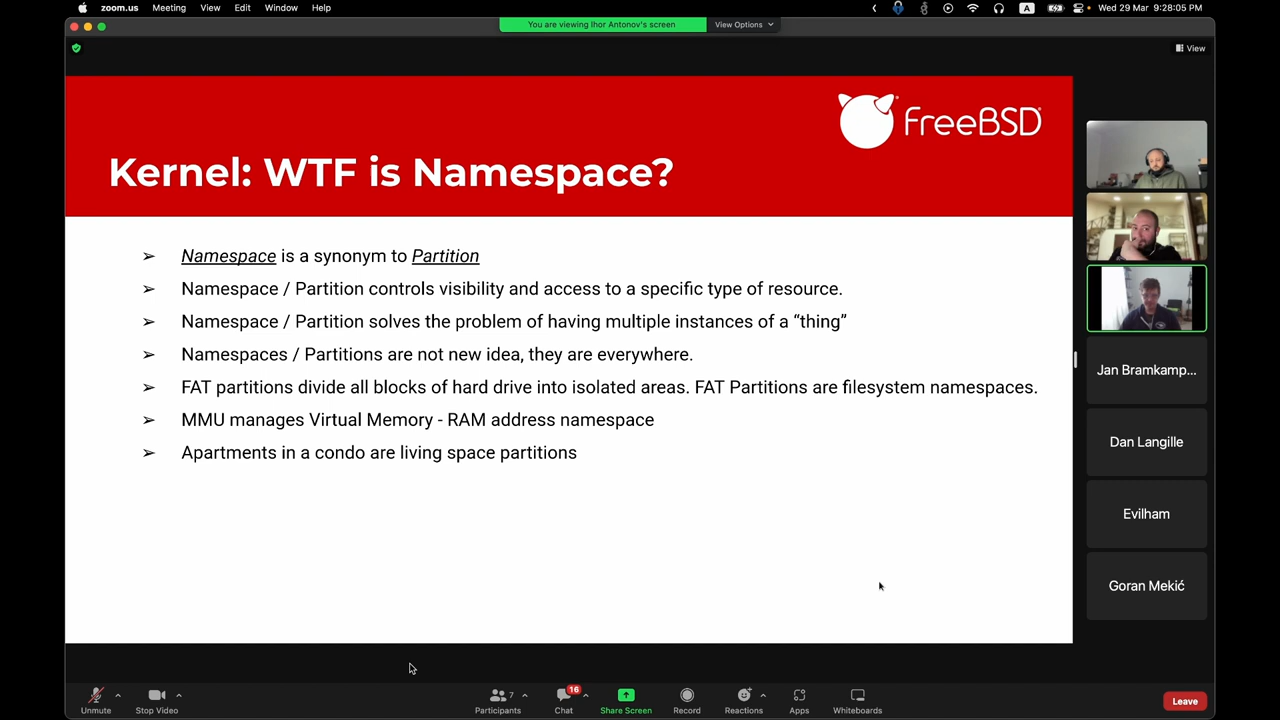 zoom.us Meeting View Edit Window Help
A
Wed 29 Mar 9:28:05 PM
You are viewing Ihor Antonov's screen
View Options
View
FreeBSD
Kernel: WTF is Namespace?
➢ Namespace is a synonym to Partition
➢ Namespace / Partition controls visibility and access to a specific type of resource.
➢ Namespace / Partition solves the problem of having multiple instances of a “thing”
➢ Namespaces / Partitions are not new idea, they are everywhere.
➢ FAT partitions divide all blocks of hard drive into isolated areas. FAT Partitions are filesystem namespaces.
➢ MMU manages Virtual Memory - RAM address namespace
➢ Apartments in a condo are living space partitions
Jan Bramkamp...
Dan Langille
Evilham
Goran Mekić
7
16
Unmute
Stop Video
Participants
Chat
Share Screen
Record
Reactions
Apps
Whiteboards
Leave